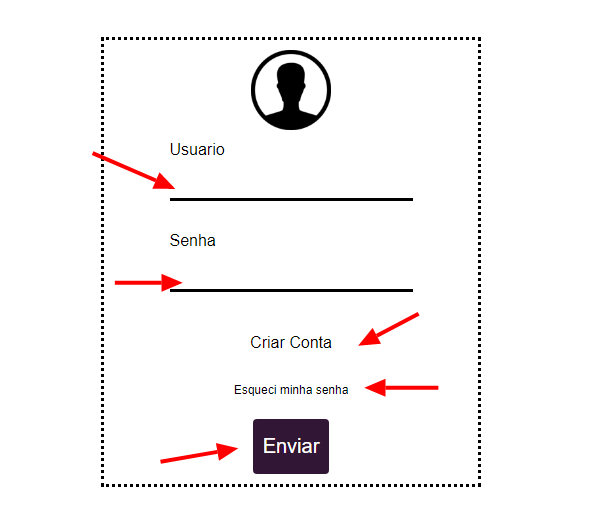 Usuario
Senha
Criar Conta
Esqueci minha senha
Enviar